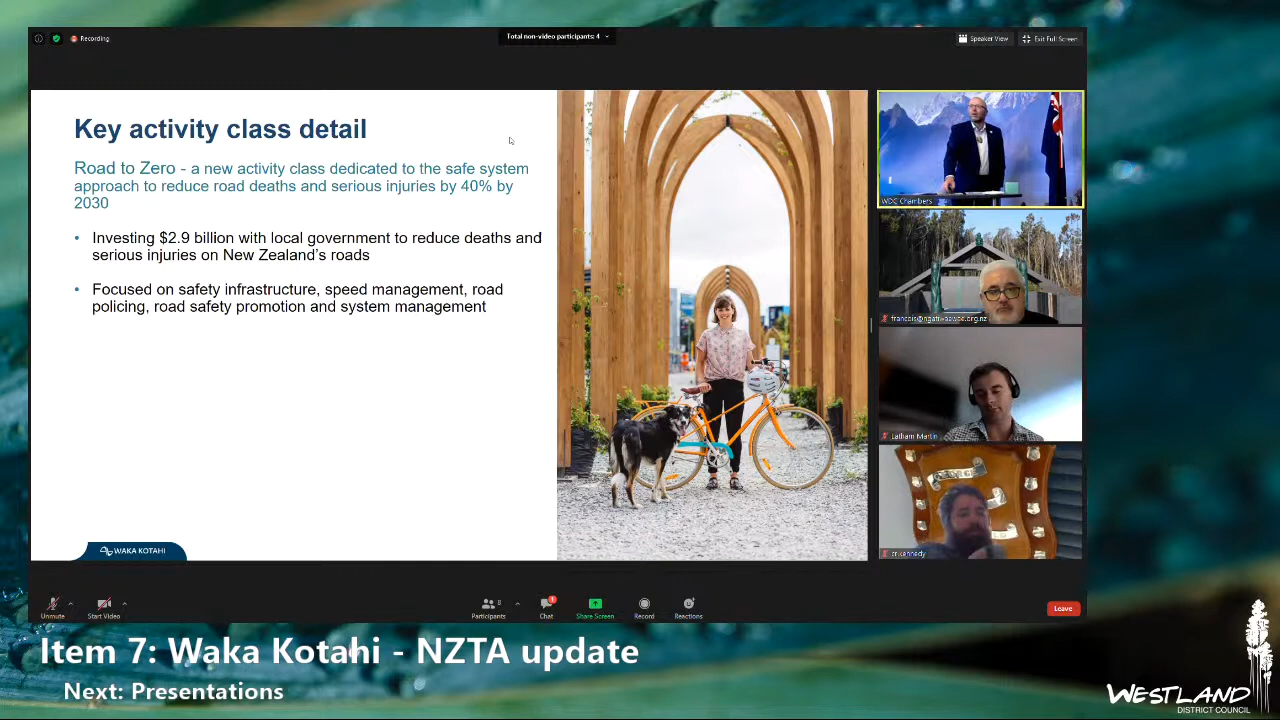 Recording
Total non-video participants: 4
Speaker View
Exit Full Screen
Key activity class detail
Road to Zero - a new activity class dedicated to the safe system
approach to reduce road deaths and serious injuries by 40% by
2030
• Investing $2.9 billion with local government to reduce deaths and
serious injuries on New Zealand's roads
• Focused on safety infrastructure, speed management, road
policing, road safety promotion and system management
WAKA KOTAHI
WDC Chambers
Latham Martin
cr.kennedy
Unmute
Start Video
Participants
8
Chat
1
Share Screen
Record
Reactions
Leave
Item 7: Waka Kotahi - NZTA update
Next: Presentations
WESTLAND
DISTRICT COUNCIL